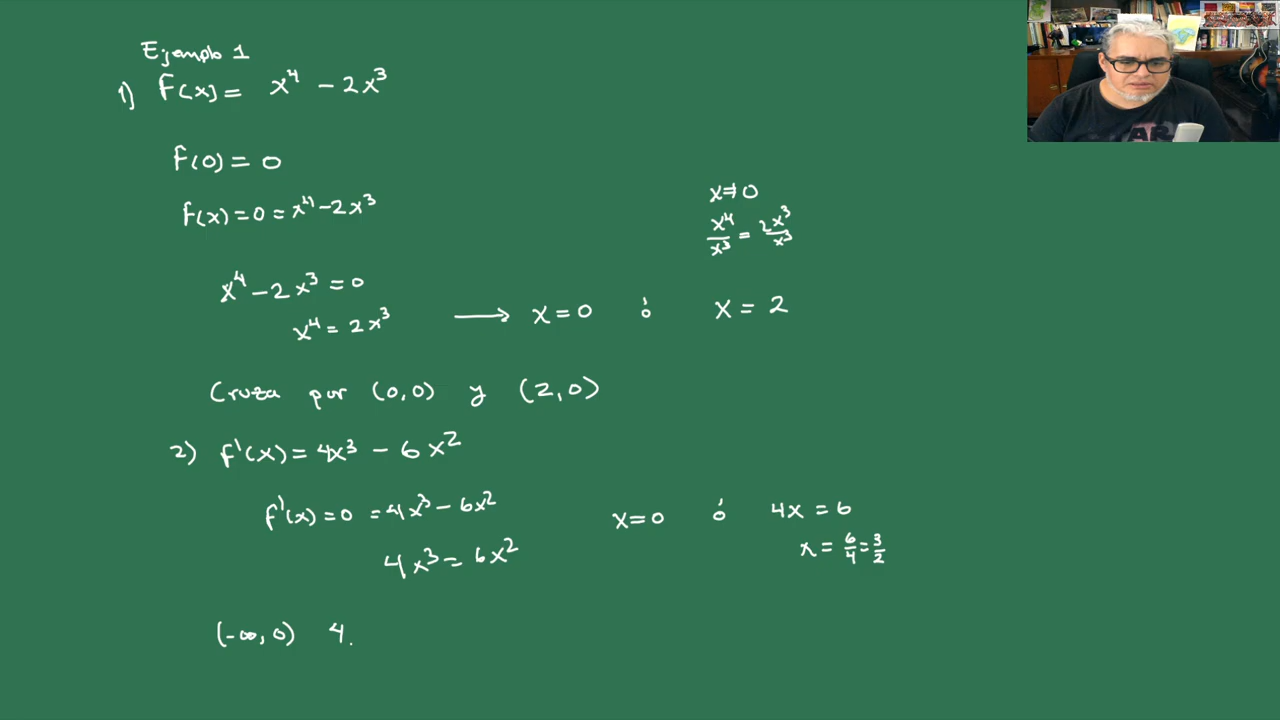 Ejemplo 1
1) F(x) = x⁴ - 2x³
F(0) = 0
F(x) = 0 = x⁴ - 2x³
x ≠ 0
x⁴/x³ = 2x³/x³
x⁴ - 2x³ = 0
x⁴ = 2x³ ⟶ x = 0 ó x = 2
Cruza por (0,0) y (2,0)
2) F'(x) = 4x³ - 6x²
F'(x) = 0 = 4x³ - 6x² x = 0 ó 4x = 6
4x³ = 6x² x = 6/4 = 3/2
(-∞, 0) 4.